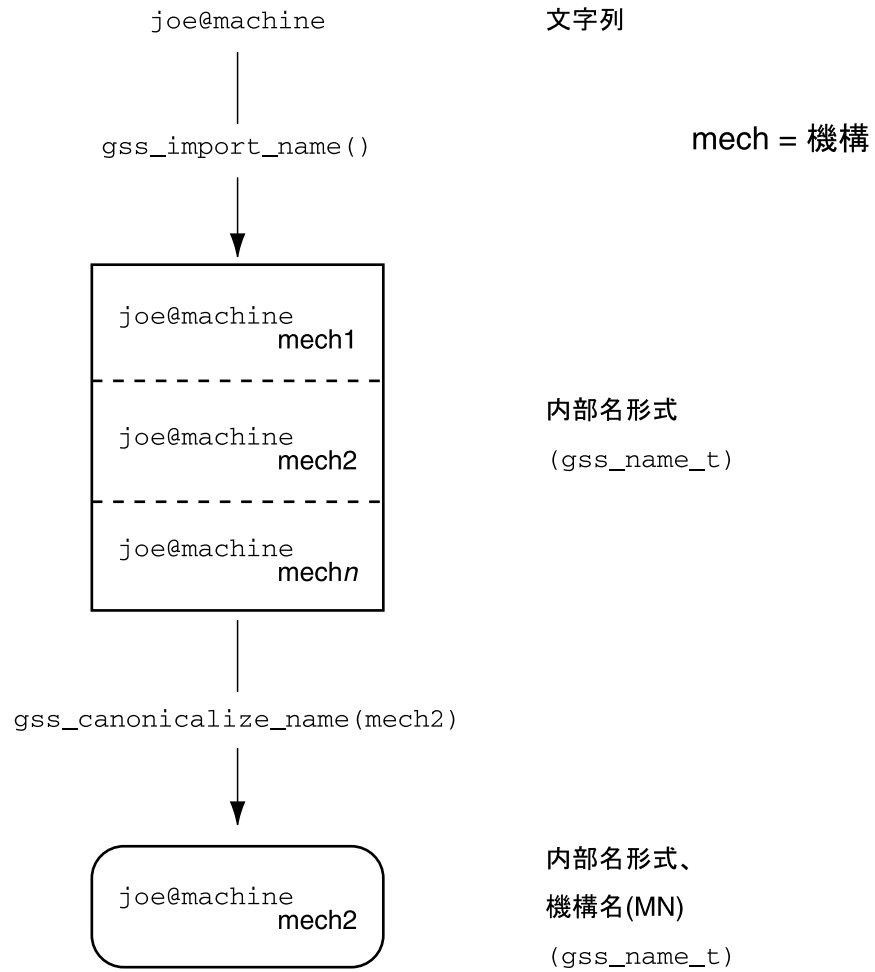 joe@machine 文字列
gss_import_name() mech = 機構
joe@machine
mech1
joe@machine
mech2
joe@machine
mechn
内部名形式
(gss_name_t)
gss_canonicalize_name(mech2)
joe@machine
mech2
内部名形式、
機構名(MN)
(gss_name_t)